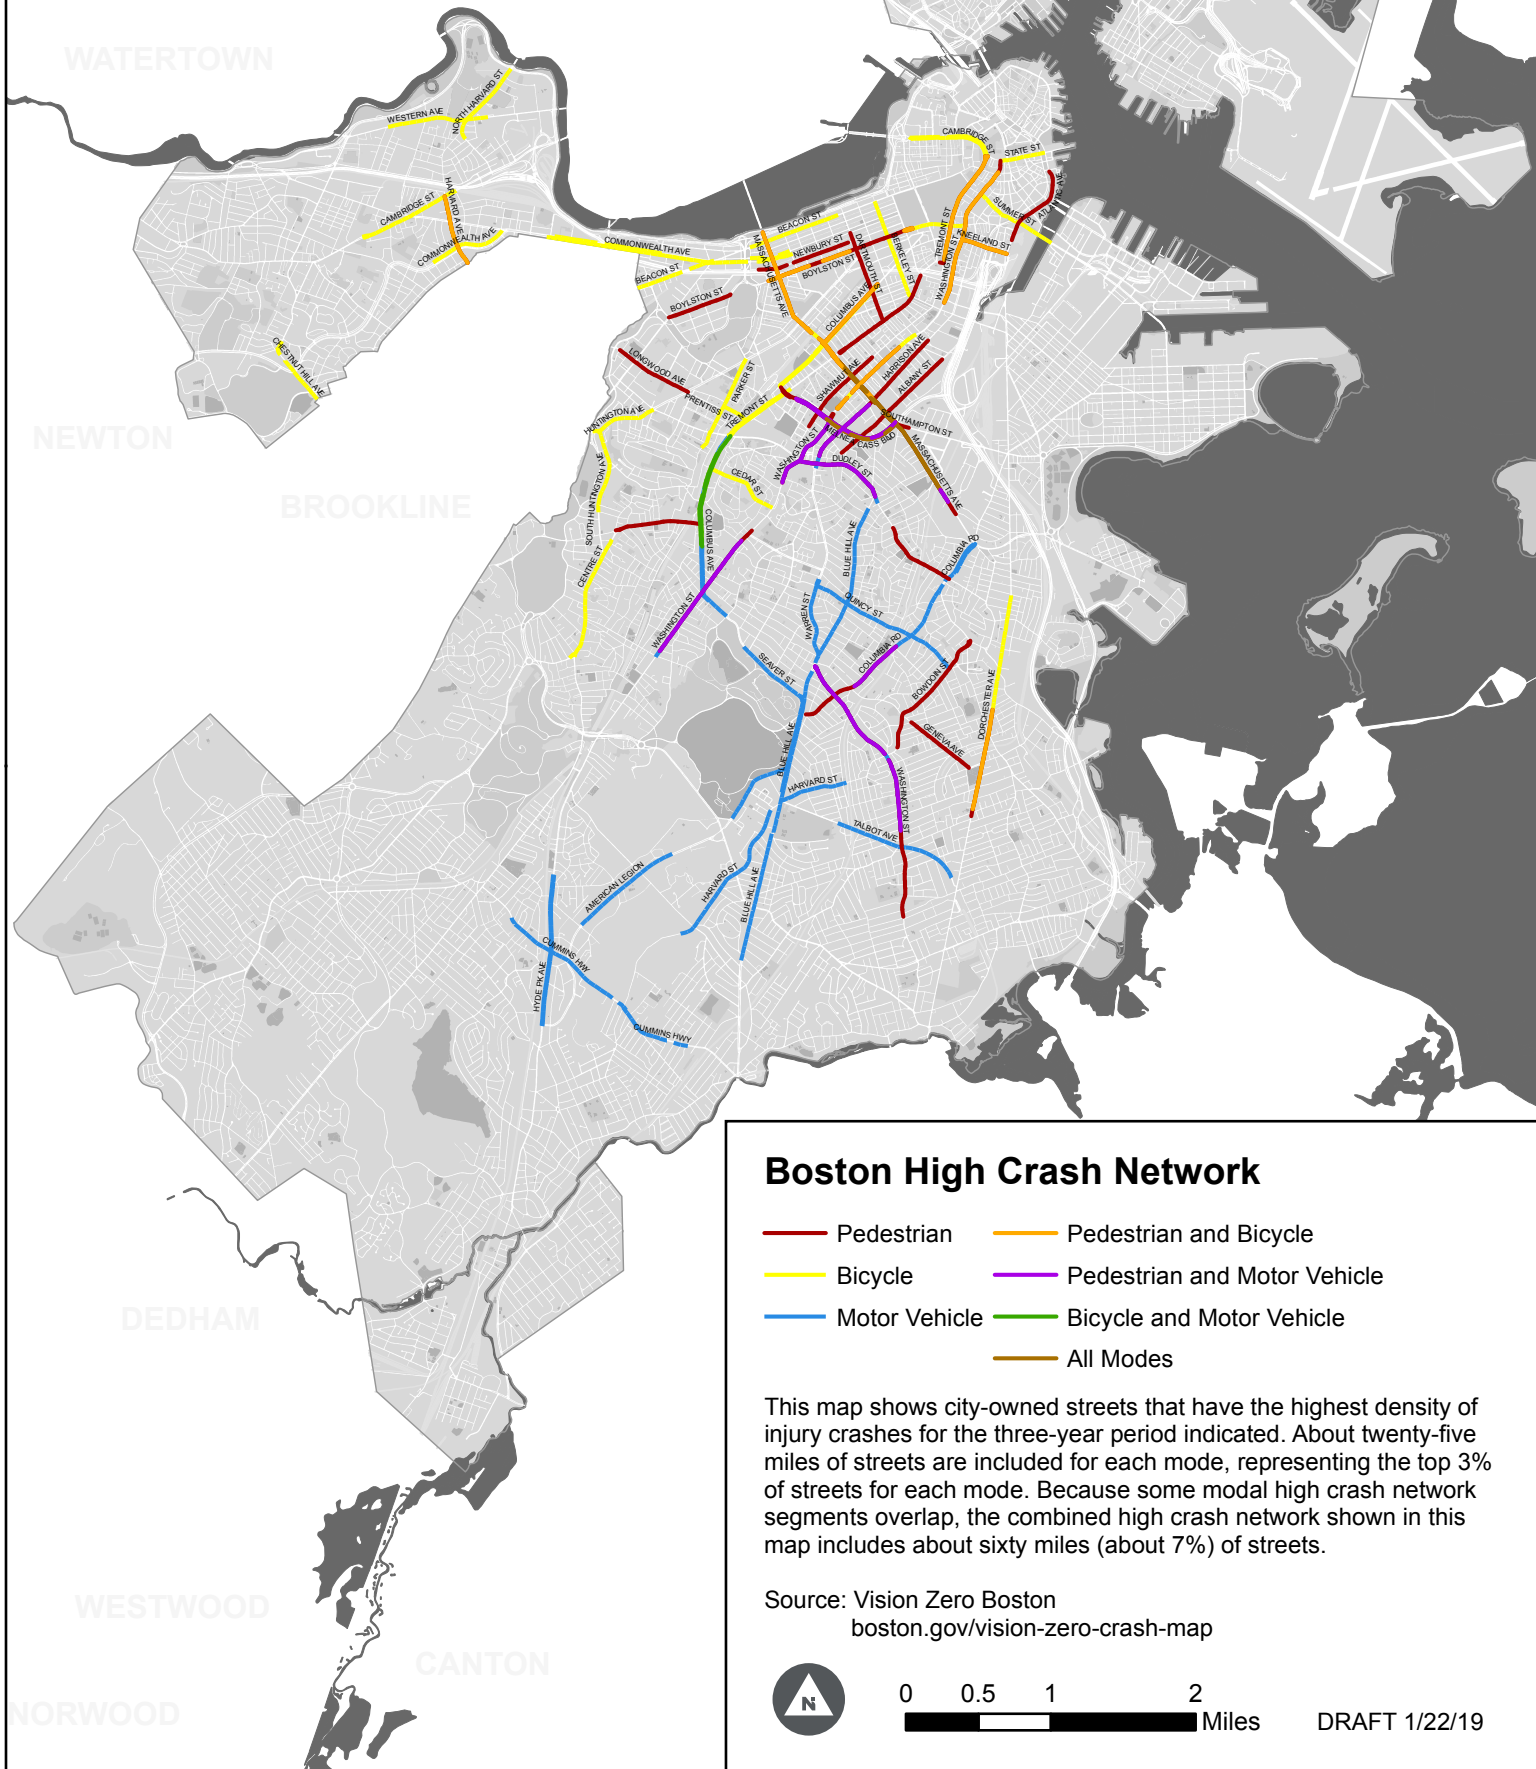 WATERTOWN
NORTH HARVARD ST
WESTERN AVE
CAMBRIDGE ST
STATE ST
HARVARD AVE
CAMBRIDGE ST
COMMONWEALTH AVE
ATLANTIC AVE
SUMMER ST
BEACON ST
TREMONT ST
KNEELAND ST
COMMONWEALTH AVE
NEWBURY ST
DARTMOUTH ST
BERKELEY ST
MASSACHUSETTS AVE
BOYLSTON ST
WASHINGTON ST
BEACON ST
BOYLSTON ST
COLUMBUS AVE
CHESTNUT HILL AVE
LONGWOOD AVE
PARKER ST
SHAWMUT AVE
HARRISON AVE
ALBANY ST
PRENTISS ST
TREMONT ST
HUNTINGTON AVE
SOUTHAMPTON ST
MELNEA CASS BLVD
WASHINGTON ST
MASSACHUSETTS AVE
NEWTON
DUDLEY ST
CEDAR ST
SOUTH HUNTINGTON AVE
BROOKLINE
COLUMBUS AVE
BLUE HILL AVE
COLUMBIA RD
CENTRE ST
WARREN ST
QUINCY ST
WASHINGTON ST
COLUMBIA RD
SEAVER ST
BOWDOIN ST
DORCHESTER AVE
GENEVA AVE
BLUE HILL AVE
HARVARD ST
WASHINGTON ST
TALBOT AVE
AMERICAN LEGION
HARVARD ST
BLUE HILL AVE
CUMMINS HWY
HYDE PK AVE
CUMMINS HWY
DEDHAM
WESTWOOD
CANTON
NORWOOD
Boston High Crash Network
Pedestrian
Pedestrian and Bicycle
Bicycle
Pedestrian and Motor Vehicle
Motor Vehicle
Bicycle and Motor Vehicle
All Modes
This map shows city-owned streets that have the highest density of
injury crashes for the three-year period indicated. About twenty-five
miles of streets are included for each mode, representing the top 3%
of streets for each mode. Because some modal high crash network
segments overlap, the combined high crash network shown in this
map includes about sixty miles (about 7%) of streets.
Source: Vision Zero Boston
boston.gov/vision-zero-crash-map
N
0 0.5 1 2
Miles
DRAFT 1/22/19